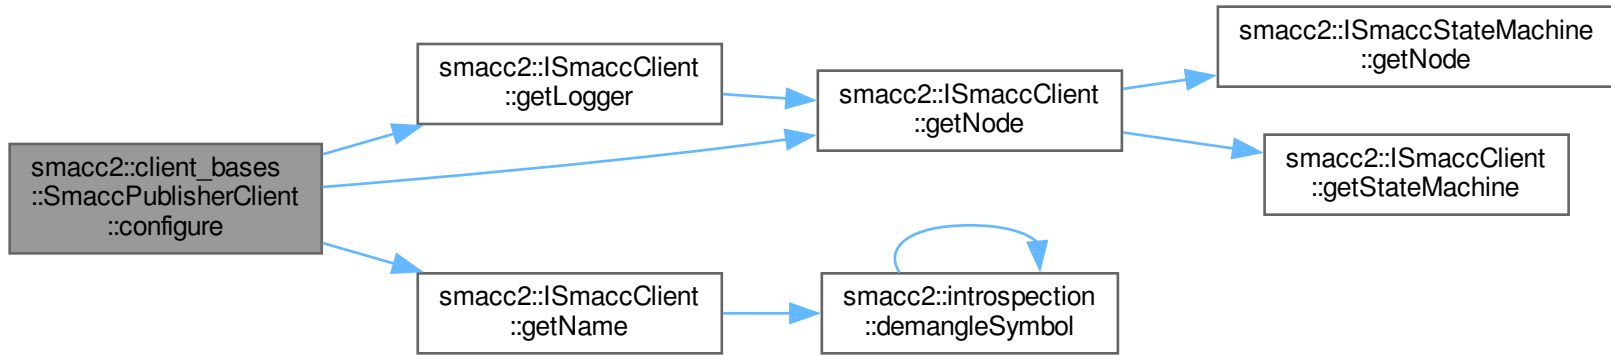 smacc2::client_bases
::SmaccPublisherClient
::configure
smacc2::ISmaccClient
::getLogger
smacc2::ISmaccClient
::getNode
smacc2::ISmaccStateMachine
::getNode
smacc2::ISmaccClient
::getStateMachine
smacc2::ISmaccClient
::getName
smacc2::introspection
::demangleSymbol